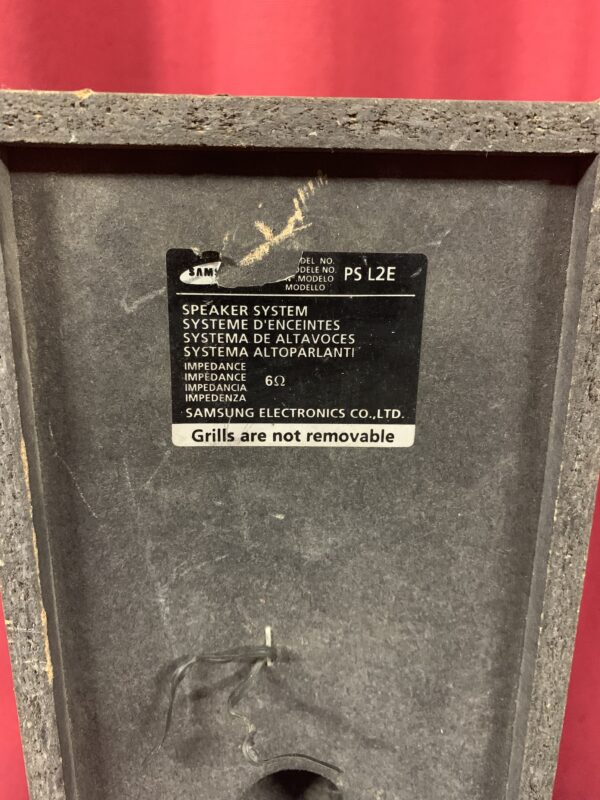 SAMS
DEL NO.
ODELE NO.
N° MODELO
MODELLO
PS L2E
SPEAKER SYSTEM
SYSTEME D'ENCEINTES
SYSTEMA DE ALTAVOCES
SYSTEMA ALTOPARLANTI
IMPEDANCE
IMPEDANCE
IMPEDANCIA
IMPEDENZA
6Ω
SAMSUNG ELECTRONICS CO.,LTD.
Grills are not removable